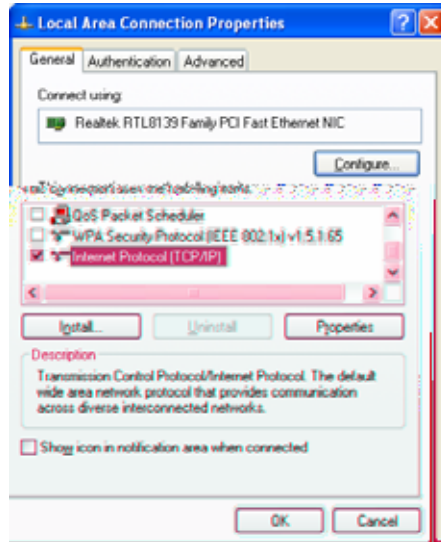 Local Area Connection Properties
General Authentication Advanced
Connect using:
Realtek RTL8139 Family PCI Fast Ethernet NIC
Configure...
QoS Packet Scheduler
WPA Security Protocol (IEEE 802.1x) v1.5.1.65
Internet Protocol (TCP/IP)
Install... Uninstall Properties
Description
Transmission Control Protocol/Internet Protocol. The default
wide area network protocol that provides communication
across diverse interconnected networks.
Show icon in notification area when connected
OK Cancel